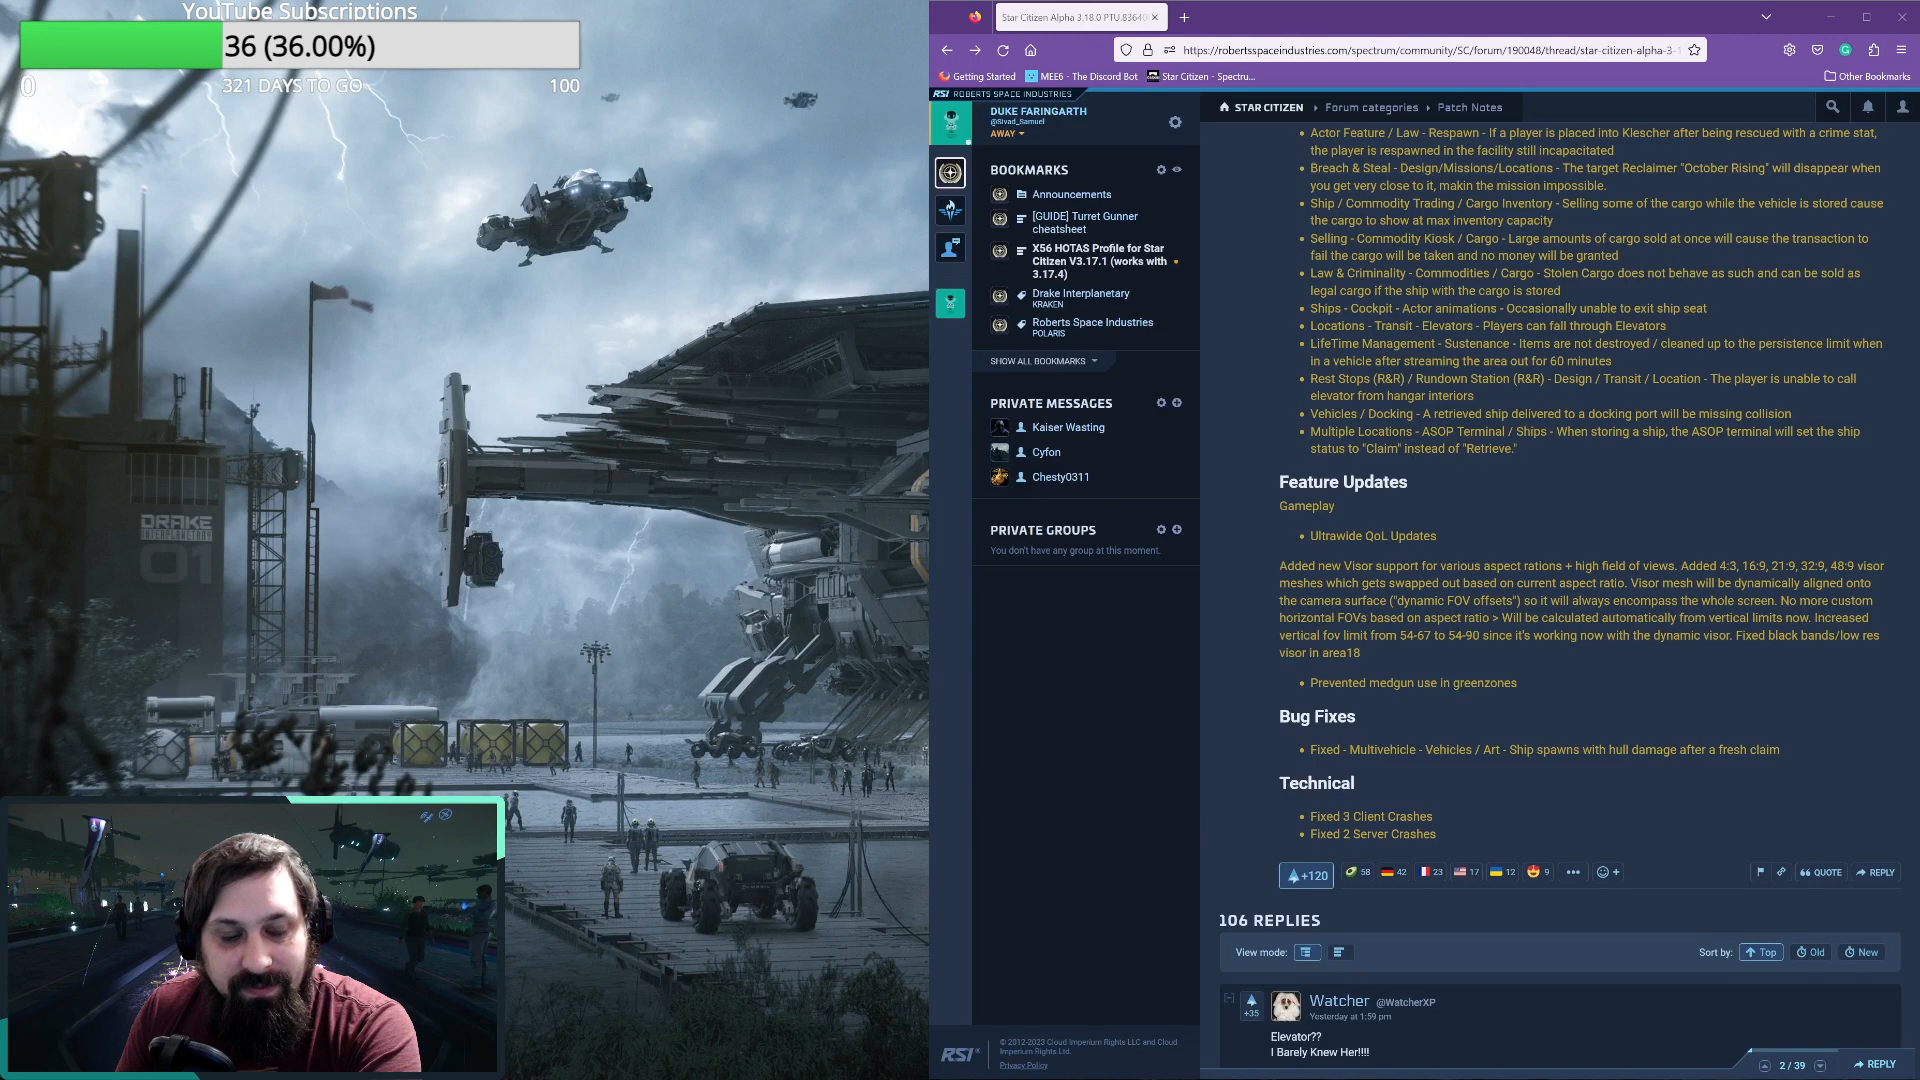 YouTube Subscriptions
36 (36.00%)
0
321 DAYS TO GO
100
DRAKE
INTERPLANETARY
01
Star Citizen Alpha 3.18.0 PTU.8364
https://robertsspaceindustries.com/spectrum/community/SC/forum/190048/thread/star-citizen-alpha-3-1
Getting Started
MEE6 - The Discord Bot
Star Citizen - Spectru...
Other Bookmarks
RSI ROBERTS SPACE INDUSTRIES
DUKE FARINGARTH
@Sivad_Samuel
AWAY
STAR CITIZEN
Forum categories
Patch Notes
BOOKMARKS
Announcements
[GUIDE] Turret Gunner
cheatsheet
X56 HOTAS Profile for Star
Citizen V3.17.1 (works with
3.17.4)
Drake Interplanetary
KRAKEN
Roberts Space Industries
POLARIS
SHOW ALL BOOKMARKS
PRIVATE MESSAGES
Kaiser Wasting
Cyfon
Chesty0311
PRIVATE GROUPS
You don't have any group at this moment.
RSI
© 2012-2023 Cloud Imperium Rights LLC and Cloud
Imperium Rights Ltd.
Privacy Policy
Actor Feature / Law - Respawn - If a player is placed into Klescher after being rescued with a crime stat,
the player is respawned in the facility still incapacitated
Breach & Steal - Design/Missions/Locations - The target Reclaimer "October Rising" will disappear when
you get very close to it, makin the mission impossible.
Ship / Commodity Trading / Cargo Inventory - Selling some of the cargo while the vehicle is stored cause
the cargo to show at max inventory capacity
Selling - Commodity Kiosk / Cargo - Large amounts of cargo sold at once will cause the transaction to
fail the cargo will be taken and no money will be granted
Law & Criminality - Commodities / Cargo - Stolen Cargo does not behave as such and can be sold as
legal cargo if the ship with the cargo is stored
Ships - Cockpit - Actor animations - Occasionally unable to exit ship seat
Locations - Transit - Elevators - Players can fall through Elevators
LifeTime Management - Sustenance - Items are not destroyed / cleaned up to the persistence limit when
in a vehicle after streaming the area out for 60 minutes
Rest Stops (R&R) / Rundown Station (R&R) - Design / Transit / Location - The player is unable to call
elevator from hangar interiors
Vehicles / Docking - A retrieved ship delivered to a docking port will be missing collision
Multiple Locations - ASOP Terminal / Ships - When storing a ship, the ASOP terminal will set the ship
status to "Claim" instead of "Retrieve."
Feature Updates
Gameplay
Ultrawide QoL Updates
Added new Visor support for various aspect rations + high field of views. Added 4:3, 16:9, 21:9, 32:9, 48:9 visor
meshes which gets swapped out based on current aspect ratio. Visor mesh will be dynamically aligned onto
the camera surface ("dynamic FOV offsets") so it will always encompass the whole screen. No more custom
horizontal FOVs based on aspect ratio > Will be calculated automatically from vertical limits now. Increased
vertical fov limit from 54-67 to 54-90 since it's working now with the dynamic visor. Fixed black bands/low res
visor in area18
Prevented medgun use in greenzones
Bug Fixes
Fixed - Multivehicle - Vehicles / Art - Ship spawns with hull damage after a fresh claim
Technical
Fixed 3 Client Crashes
Fixed 2 Server Crashes
+120
58
42
23
17
12
9
QUOTE
REPLY
106 REPLIES
View mode:
Sort by:
Top
Old
New
+35
Watcher @WatcherXP
Yesterday at 1:59 pm
Elevator??
I Barely Knew Her!!!!
2 / 39
REPLY